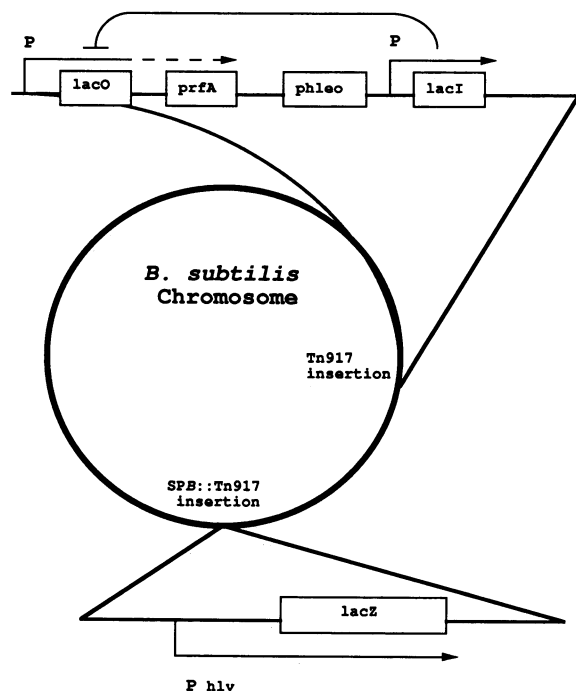 P
P
lacO
prfA
phleo
lacI
B. subtilis
Chromosome
Tn917
insertion
SPB::Tn917
insertion
lacZ
P hly